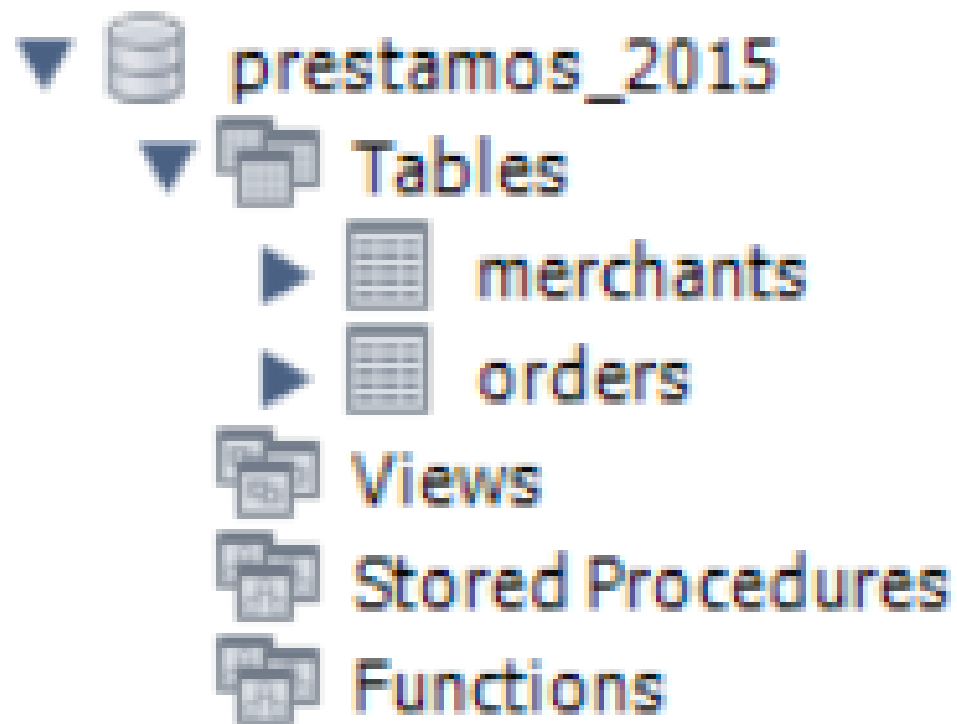 prestamos_2015
Tables
merchants
orders
Views
Stored Procedures
Functions